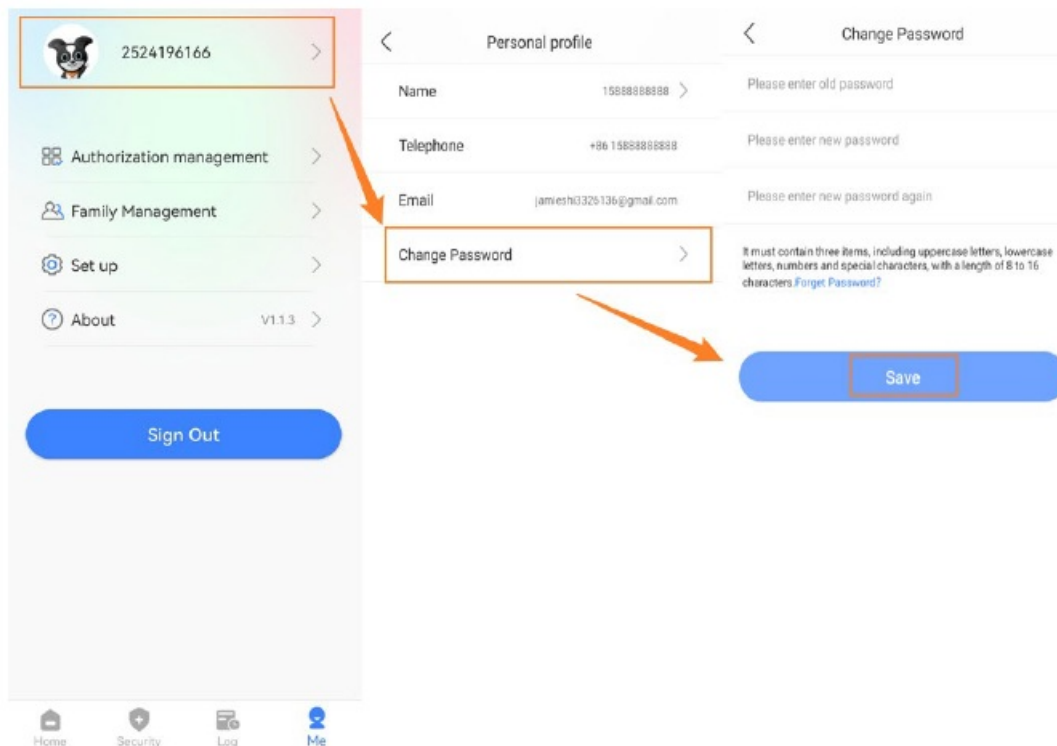 2524196166
Authorization management
Family Management
Set up
About V1.1.3
Sign Out
Home Security Log Me
Personal profile
Name 15888888888
Telephone +86 15888888888
Email jamieshi3326136@gmail.com
Change Password
Change Password
Please enter old password
Please enter new password
Please enter new password again
It must contain three items, including uppercase letters, lowercase
letters, numbers and special characters, with a length of 8 to 16
characters.Forget Password?
Save